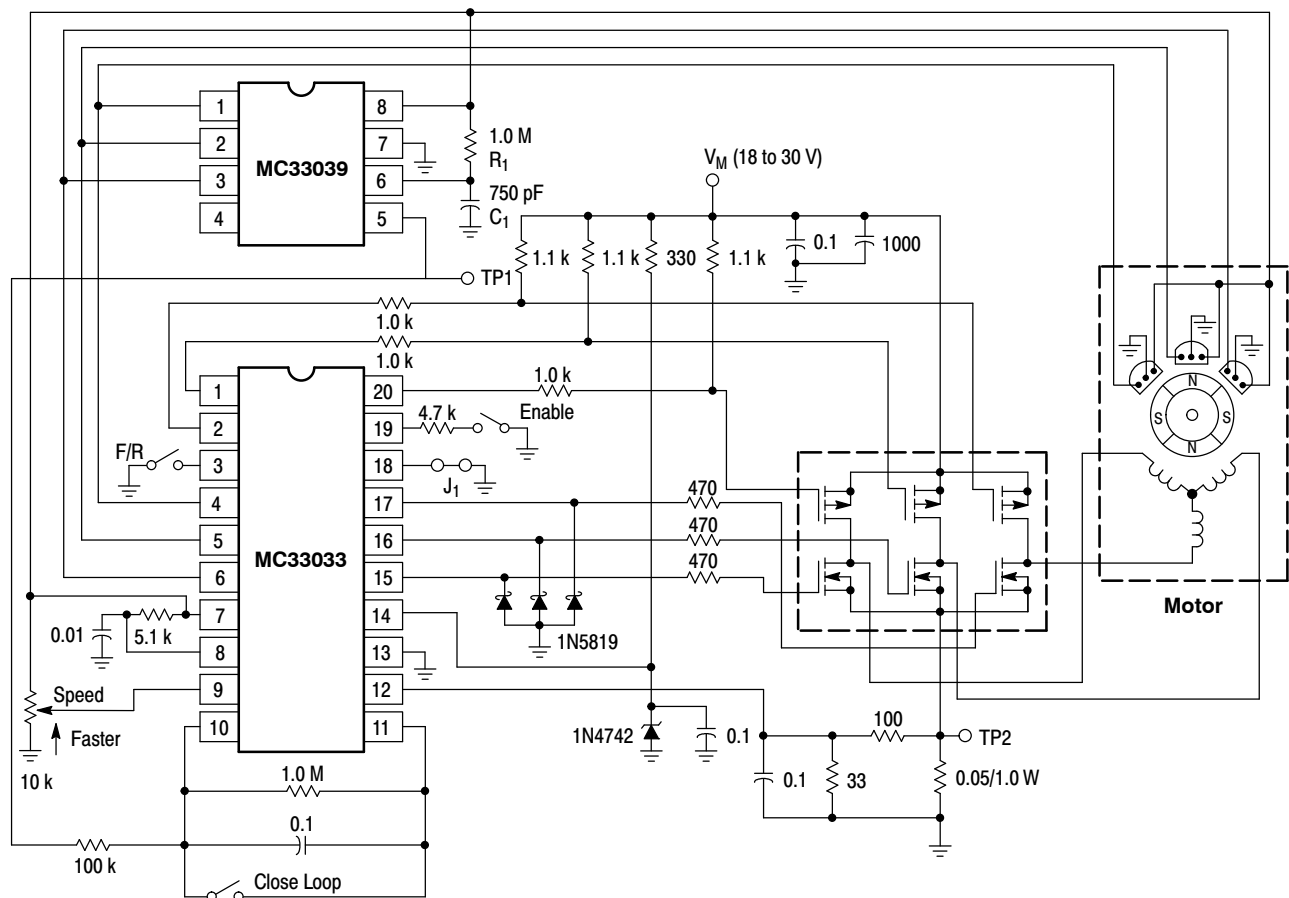 1
2
3
4
MC33039
8
7
6
5
1.0 M
R1
750 pF
C1
TP1
VM (18 to 30 V)
1.1 k
1.1 k
330
1.1 k
0.1
1000
1.0 k
1.0 k
1.0 k
Enable
4.7 k
F/R
J1
1
2
3
4
5
6
7
8
9
10
MC33033
20
19
18
17
16
15
14
13
12
11
470
470
470
1N5819
N
S
S
N
Motor
0.01
5.1 k
Speed
Faster
10 k
1N4742
0.1
100
TP2
0.1
33
0.05/1.0 W
1.0 M
0.1
100 k
Close Loop